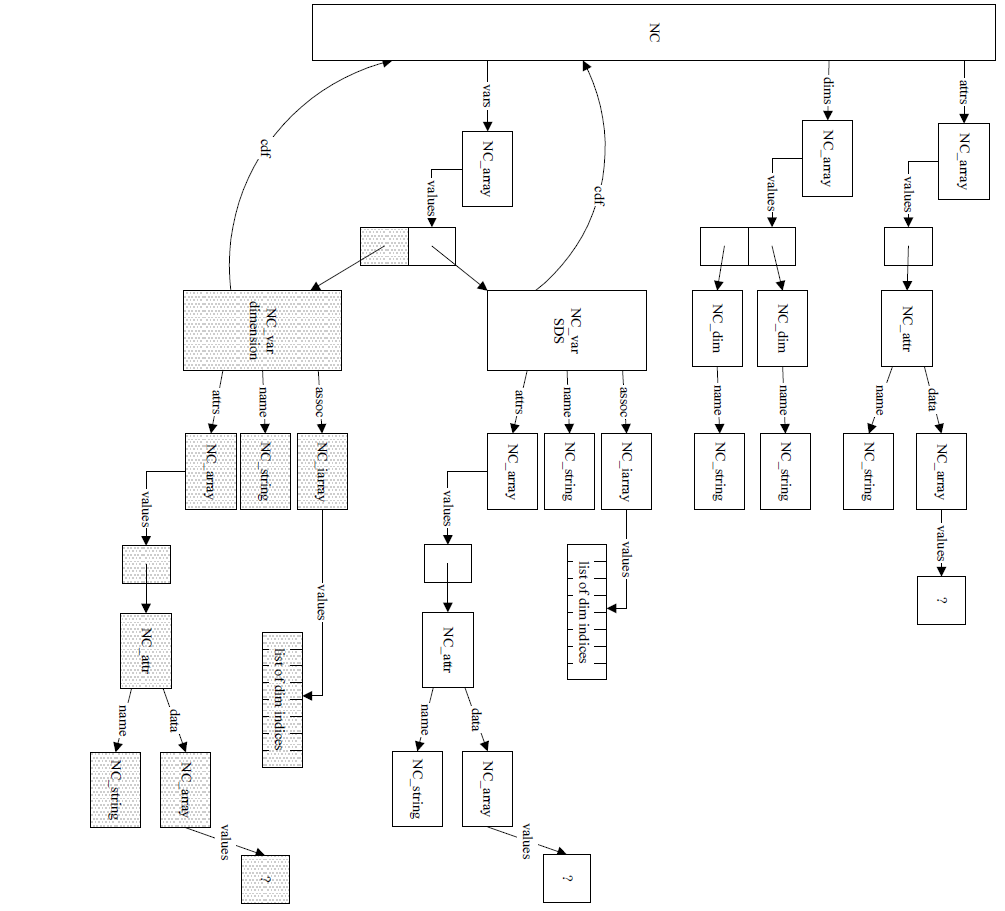 NC
cdf
vars
cdf
dims
attrs
NC_array
NC_array
NC_array
values
values
values
NC_var
dimension
NC_var
SDS
NC_dim
NC_dim
NC_attr
attrs
name
assoc
attrs
name
assoc
name
name
name
data
NC_array
NC_string
NC_iarray
NC_array
NC_string
NC_iarray
NC_string
NC_string
NC_string
NC_array
values
values
values
values
values
list of dim indices
?
NC_attr
list of dim indices
NC_attr
name
data
name
data
NC_string
NC_array
NC_string
NC_array
values
values
?
?